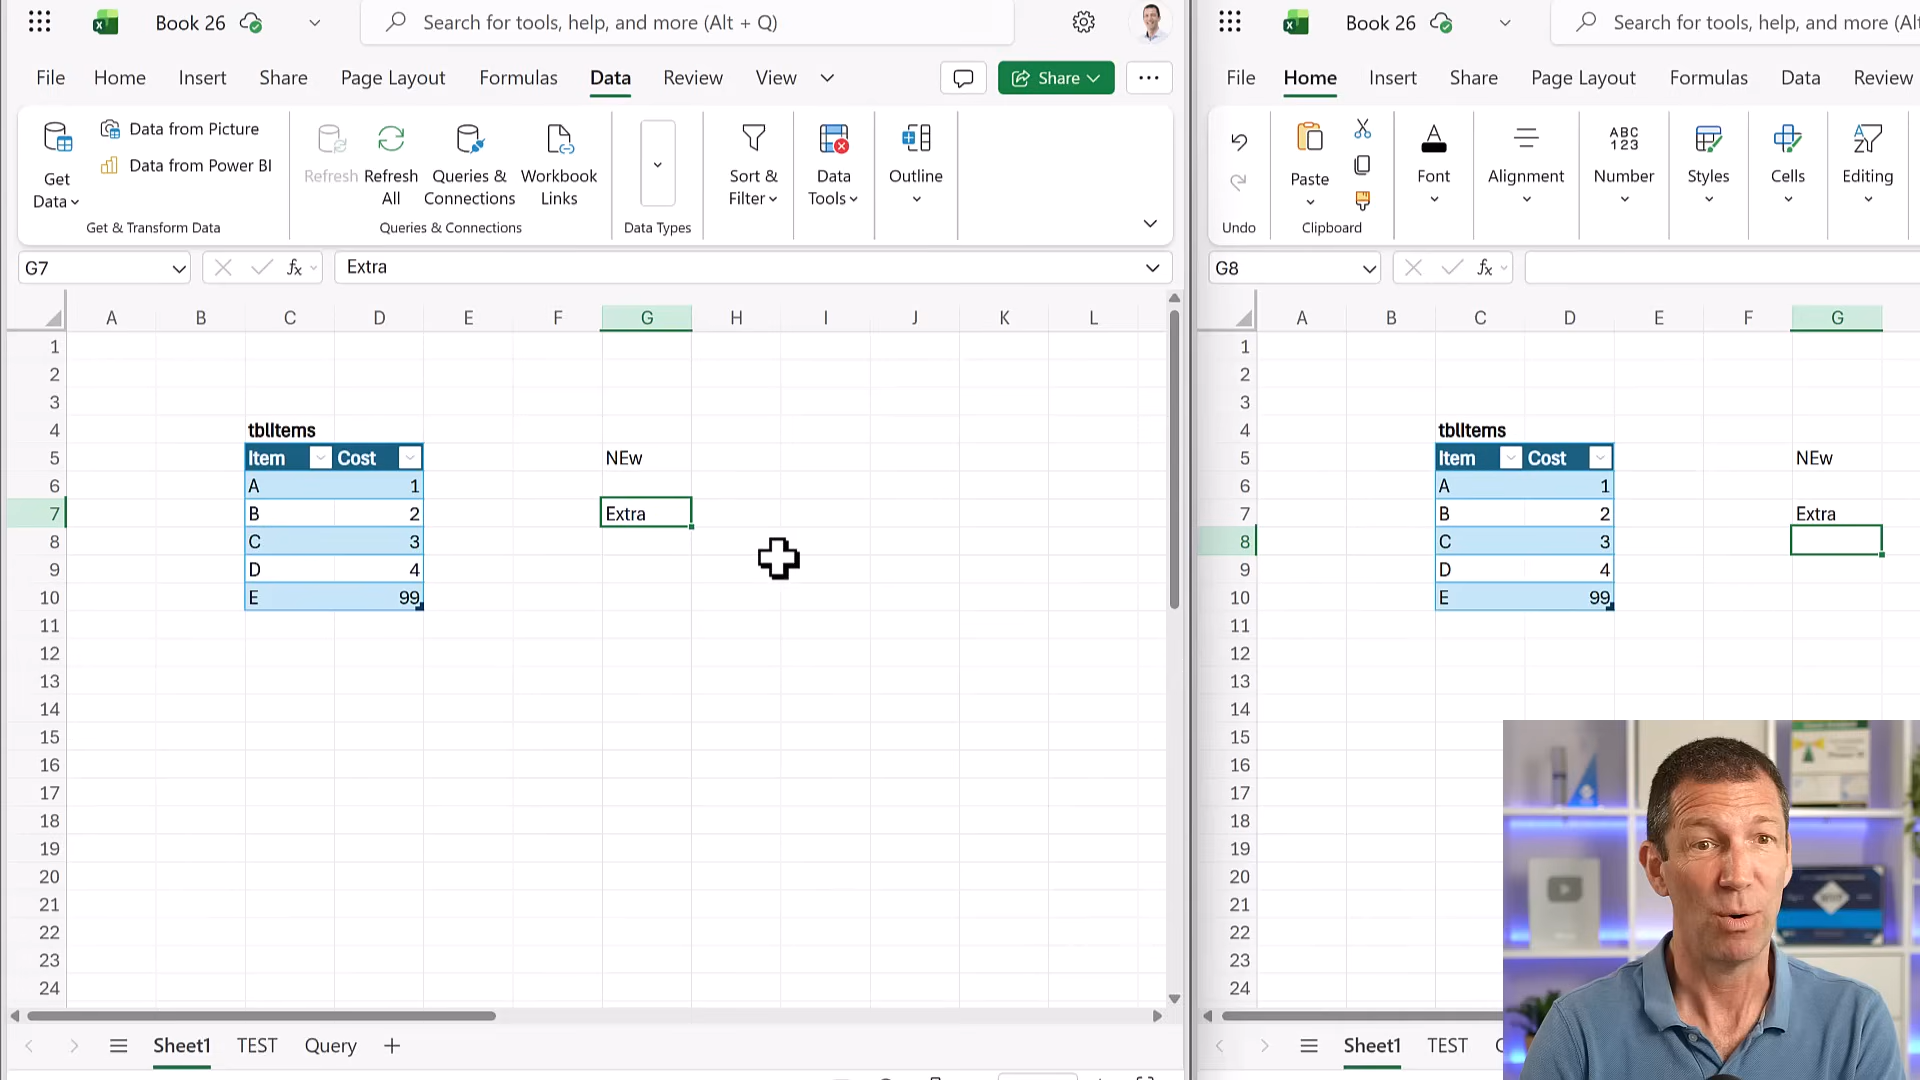 Book 26
Search for tools, help, and more (Alt + Q)
File Home Insert Share Page Layout Formulas Data Review View
Share
Get Data
Data from Picture
Data from Power BI
Get & Transform Data
Refresh
Refresh All
Queries & Connections
Workbook Links
Queries & Connections
Data Types
Sort & Filter
Data Tools
Outline
G7
fx
Extra
A B C D E F G H I J K L
1
2
3
4 tblItems
5 Item Cost NEw
6 A 1
7 B 2 Extra
8 C 3
9 D 4
10 E 99
11
12
13
14
15
16
17
18
19
20
21
22
23
24
Sheet1 TEST Query
Book 26
Search for tools, help, and more (Al
File Home Insert Share Page Layout Formulas Data Review
Undo
Paste
Clipboard
Font
Alignment
ABC
123
Number
Styles
Cells
Editing
G8
fx
A B C D E F G
1
2
3
4 tblItems
5 Item Cost NEw
6 A 1
7 B 2 Extra
8 C 3
9 D 4
10 E 99
11
12
13
14
15
16
17
18
19
20
21
22
23
24
Sheet1 TEST